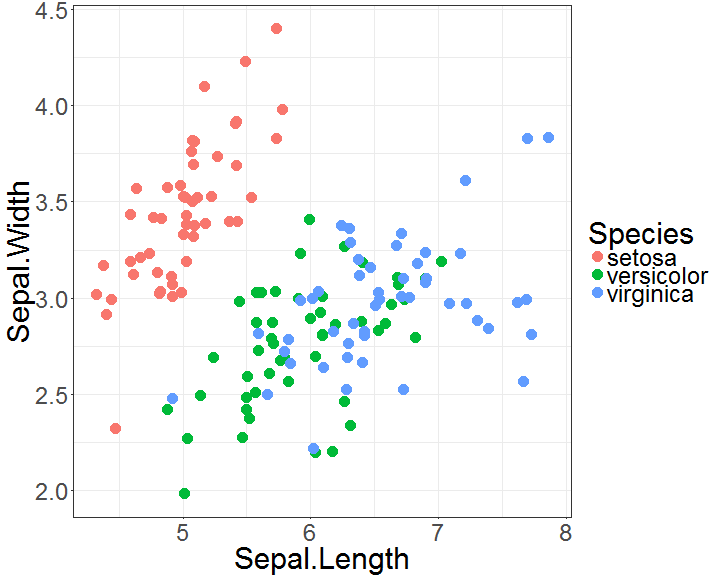 4.5
4.0
3.5
3.0
2.5
2.0
Sepal.Width
5 6 7 8
Sepal.Length
Species
setosa
versicolor
virginica